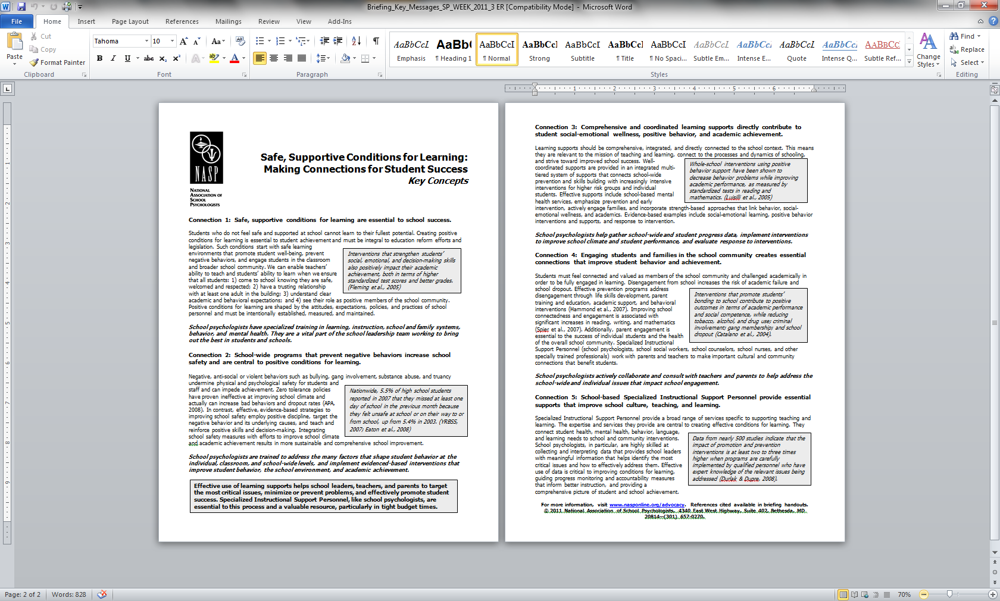 Briefing_Key_Messages_SP_WEEK_2011_3 ER [Compatibility Mode] - Microsoft Word
File Home Insert Page Layout References Mailings Review View Add-Ins
Paste
Cut
Copy
Format Painter
Clipboard
Tahoma 10
Font
Paragraph
AaBbCcL AaBbC AaBbCcI AaBbCcl AaBbCcI AaBbCcl AaBbCcI AaBbCcL AaBbCcL AaBbCcL AaBbCcL AABBCC
Emphasis ¶ Heading 1 ¶ Normal Strong Subtitle ¶ Title ¶ No Spaci... Subtle Em... Intense E... Quote Intense Q... Subtle Ref...
Change Styles
Styles
Find
Replace
Select
Editing
NASP
NATIONAL
ASSOCIATION OF
SCHOOL
PSYCHOLOGISTS
Safe, Supportive Conditions for Learning:
Making Connections for Student Success
Key Concepts
Connection 1: Safe, supportive conditions for learning are essential to school success.
Students who do not feel safe and supported at school cannot learn to their fullest potential. Creating positive
conditions for learning is essential to student achievement and must be integral to education reform efforts and
legislation. Such conditions start with safe learning
environments that promote student well-being, prevent
negative behaviors, and engage students in the classroom
and broader school community. We can enable teachers'
ability to teach and students' ability to learn when we ensure
that all students: 1) come to school knowing they are safe,
welcomed and respected; 2) have a trusting relationship
with at least one adult in the building; 3) understand clear
academic and behavioral expectations; and 4) see their role as positive members of the school community.
Positive conditions for learning are shaped by the attitudes, expectations, policies, and practices of school
personnel and must be intentionally established, measured, and maintained.
Interventions that strengthen students'
social, emotional, and decision-making skills
also positively impact their academic
achievement, both in terms of higher
standardized test scores and better grades.
(Fleming et al., 2005)
School psychologists have specialized training in learning, instruction, school and family systems,
behavior, and mental health. They are a vital part of the school leadership team working to bring
out the best in students and schools.
Connection 2: School-wide programs that prevent negative behaviors increase school
safety and are central to positive conditions for learning.
Negative, anti-social or violent behaviors such as bullying, gang involvement, substance abuse, and truancy
undermine physical and psychological safety for students and
staff and can impede achievement. Zero tolerance policies
have proven ineffective at improving school climate and
actually can increase bad behaviors and dropout rates (APA,
2008). In contrast, effective, evidence-based strategies to
improving school safety employ positive discipline, target the
negative behavior and its underlying causes, and teach and
reinforce positive skills and decision-making. Integrating
school safety measures with efforts to improve school climate
and academic achievement results in more sustainable and comprehensive school improvement.
Nationwide, 5.5% of high school students
reported in 2007 that they missed at least one
day of school in the previous month because
they felt unsafe at school or on their way to or
from school, up from 5.4% in 2003. (YRBSS,
2007; Eaton et al., 2008)
School psychologists are trained to address the many factors that shape student behavior at the
individual, classroom, and school-wide levels, and implement evidenced-based interventions that
improve student behavior, the school environment, and academic achievement.
Effective use of learning supports helps school leaders, teachers, and parents to target
the most critical issues, minimize or prevent problems, and effectively promote student
success. Specialized Instructional Support Personnel, like school psychologists, are
essential to this process and a valuable resource, particularly in tight budget times.
Connection 3: Comprehensive and coordinated learning supports directly contribute to
student social-emotional wellness, positive behavior, and academic achievement.
Learning supports should be comprehensive, integrated, and directly connected to the school context. This means
they are relevant to the mission of teaching and learning, connect to the processes and dynamics of schooling,
and strive toward improved school success. Well-
coordinated supports are provided in an integrated multi-
tiered system of supports that connects school-wide
prevention and skills building with increasingly intensive
interventions for higher risk groups and individual
students. Effective supports include school-based mental
health services, emphasize prevention and early
intervention, actively engage families, and incorporate strength-based approaches that link behavior, social-
emotional wellness, and academics. Evidence-based examples include social-emotional learning, positive behavior
interventions and supports, and response to intervention.
Whole-school interventions using positive
behavior support have been shown to
decrease behavior problems while improving
academic performance, as measured by
standardized tests in reading and
mathematics. (Luisilli et al., 2005)
School psychologists help gather school-wide and student progress data, implement interventions
to improve school climate and student performance, and evaluate response to interventions.
Connection 4: Engaging students and families in the school community creates essential
connections that improve student behavior and achievement.
Students must feel connected and valued as members of the school community and challenged academically in
order to be fully engaged in learning. Disengagement from school increases the risk of academic failure and
school dropout. Effective prevention programs address
disengagement through life skills development, parent
training and education, academic support, and behavioral
interventions (Hammond et al., 2007). Improving school
connectedness and engagement is associated with
significant increases in reading, writing, and mathematics
(Spier et al., 2007). Additionally, parent engagement is
essential to the success of individual students and the health
of the overall school community. Specialized Instructional
Support Personnel (school psychologists, school social workers, school counselors, school nurses, and other
specially trained professionals) work with parents and teachers to make important cultural and community
connections that benefit students.
Interventions that promote students'
bonding to school contribute to positive
outcomes in terms of academic performance
and social competence, while reducing
tobacco, alcohol, and drug use; criminal
involvement; gang membership; and school
dropout (Catalano et al., 2004).
School psychologists actively collaborate and consult with teachers and parents to help address the
school-wide and individual issues that impact school engagement.
Connection 5: School-based Specialized Instructional Support Personnel provide essential
supports that improve school culture, teaching, and learning.
Specialized Instructional Support Personnel provide a broad range of services specific to supporting teaching and
learning. The expertise and services they provide are central to creating effective conditions for learning. They
connect student health, mental health, behavior, language,
and learning needs to school and community interventions.
School psychologists, in particular, are highly skilled at
collecting and interpreting data that provides school leaders
with meaningful information that helps identify the most
critical issues and how to effectively address them. Effective
use of data is critical to improving conditions for learning,
guiding progress monitoring and accountability measures
that inform better instruction, and providing a
comprehensive picture of student and school achievement.
Data from nearly 500 studies indicate that the
impact of promotion and prevention
interventions is at least two to three times
higher when programs are carefully
implemented by qualified personnel who have
expert knowledge of the relevant issues being
addressed (Durlak & Dupre, 2008).
For more information, visit www.nasponline.org/advocacy. References cited available in briefing handouts.
© 2011 National Association of School Psychologists, 4340 East West Highway, Suite 402, Bethesda, MD
20814—(301) 657-0270.
Page: 2 of 2 Words: 828 70%